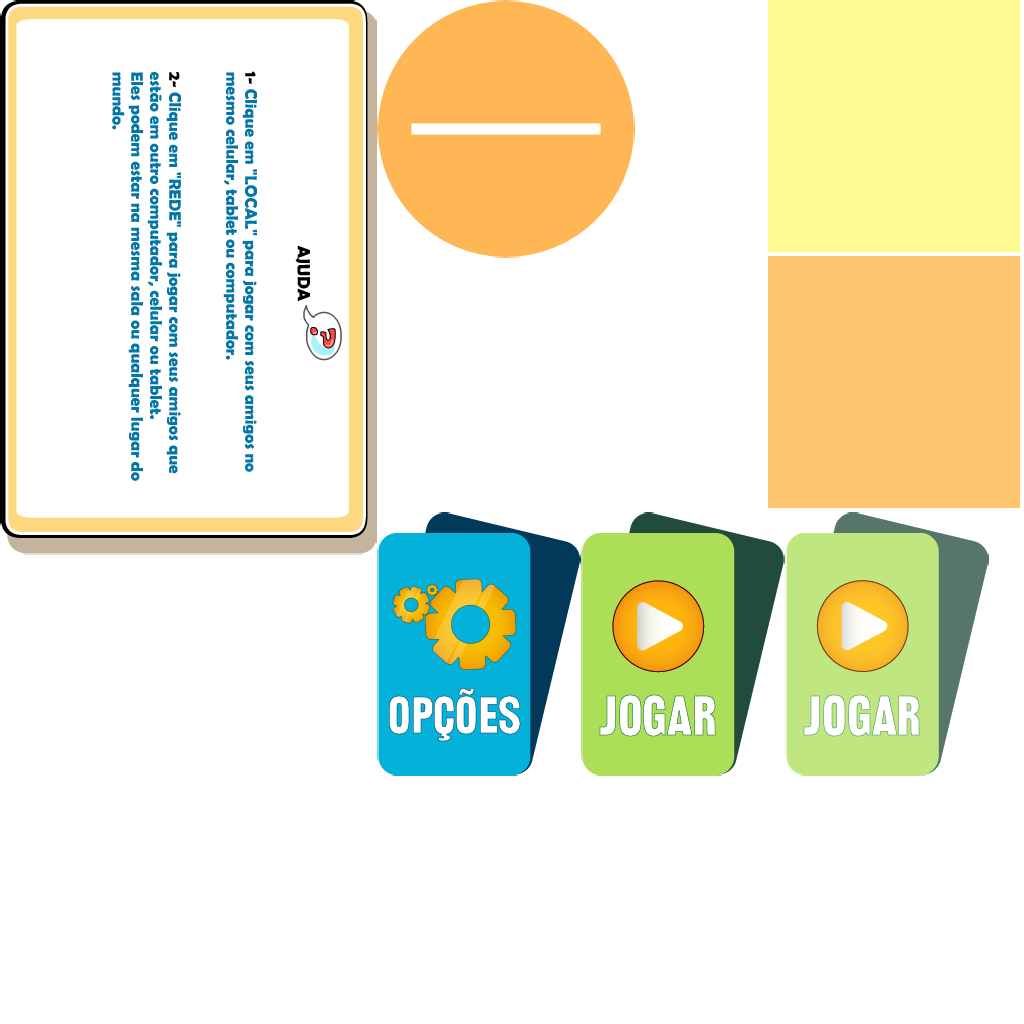 AJUDA
1- Clique em "LOCAL" para jogar com seus amigos no
mesmo celular, tablet ou computador.
2- Clique em "REDE" para jogar com seus amigos que
estão em outro computador, celular ou tablet.
Eles podem estar na mesma sala ou qualquer lugar do
mundo.
OPÇÕES
JOGAR
JOGAR